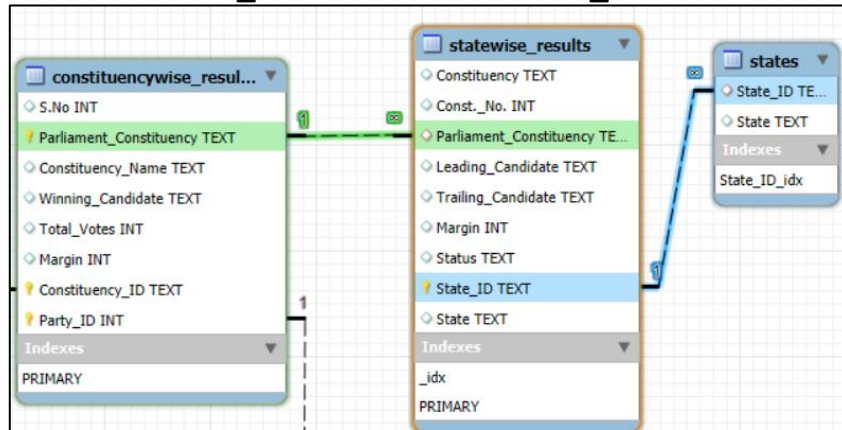 constituencywise_resul...
S.No INT
Parliament_Constituency TEXT
Constituency_Name TEXT
Winning_Candidate TEXT
Total_Votes INT
Margin INT
Constituency_ID TEXT
Party_ID INT
Indexes
PRIMARY
1
∞
1
statewise_results
Constituency TEXT
Const._No. INT
Parliament_Constituency TE...
Leading_Candidate TEXT
Trailing_Candidate TEXT
Margin INT
Status TEXT
State_ID TEXT
State TEXT
Indexes
_idx
PRIMARY
∞
1
states
State_ID TE...
State TEXT
Indexes
State_ID_idx